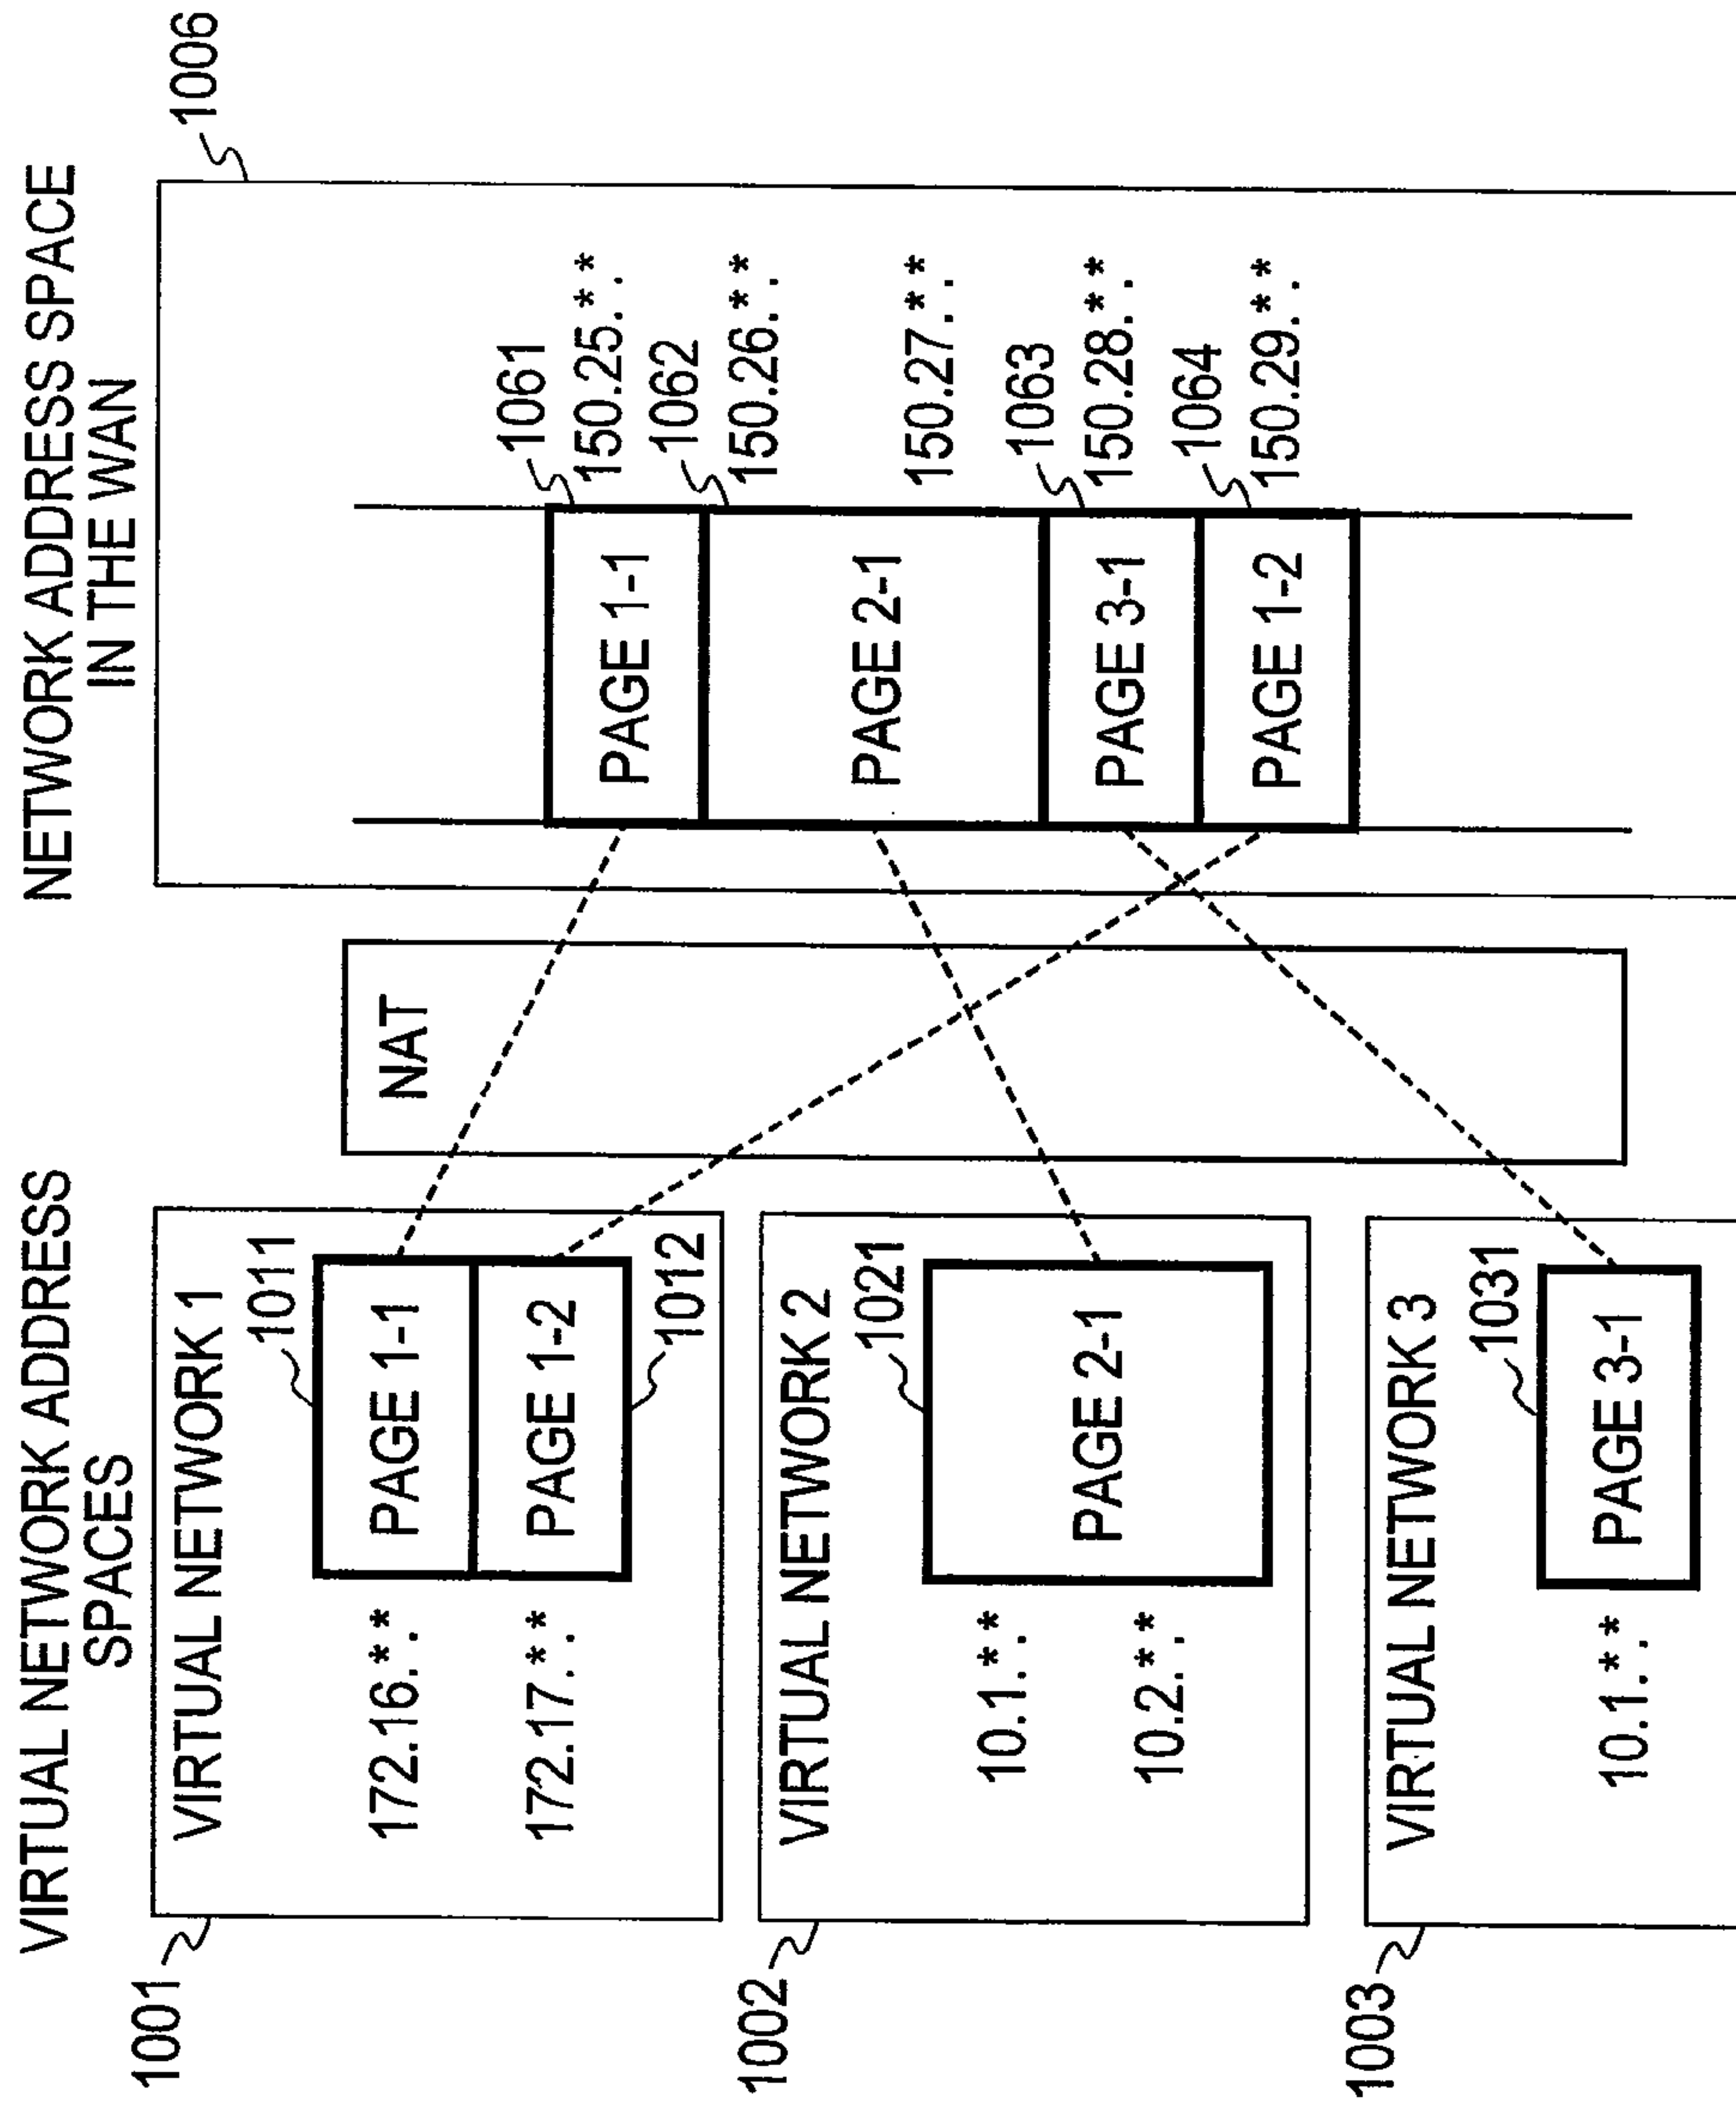 VIRTUAL NETWORK ADDRESS
SPACES
NETWORK ADDRESS SPACE
IN THE WAN
1001
VIRTUAL NETWORK 1
1011
172.16.*.*
PAGE 1-1
172.17.*.*
PAGE 1-2
1012
1002
VIRTUAL NETWORK 2
1021
10.1.*.*
PAGE 2-1
10.2.*.*
1003
VIRTUAL NETWORK 3
1031
10.1.*.*
PAGE 3-1
NAT
1006
1061
PAGE 1-1
150.25.*.*
1062
150.26.*.*
PAGE 2-1
150.27.*.*
1063
PAGE 3-1
150.28.*.*
1064
PAGE 1-2
150.29.*.*